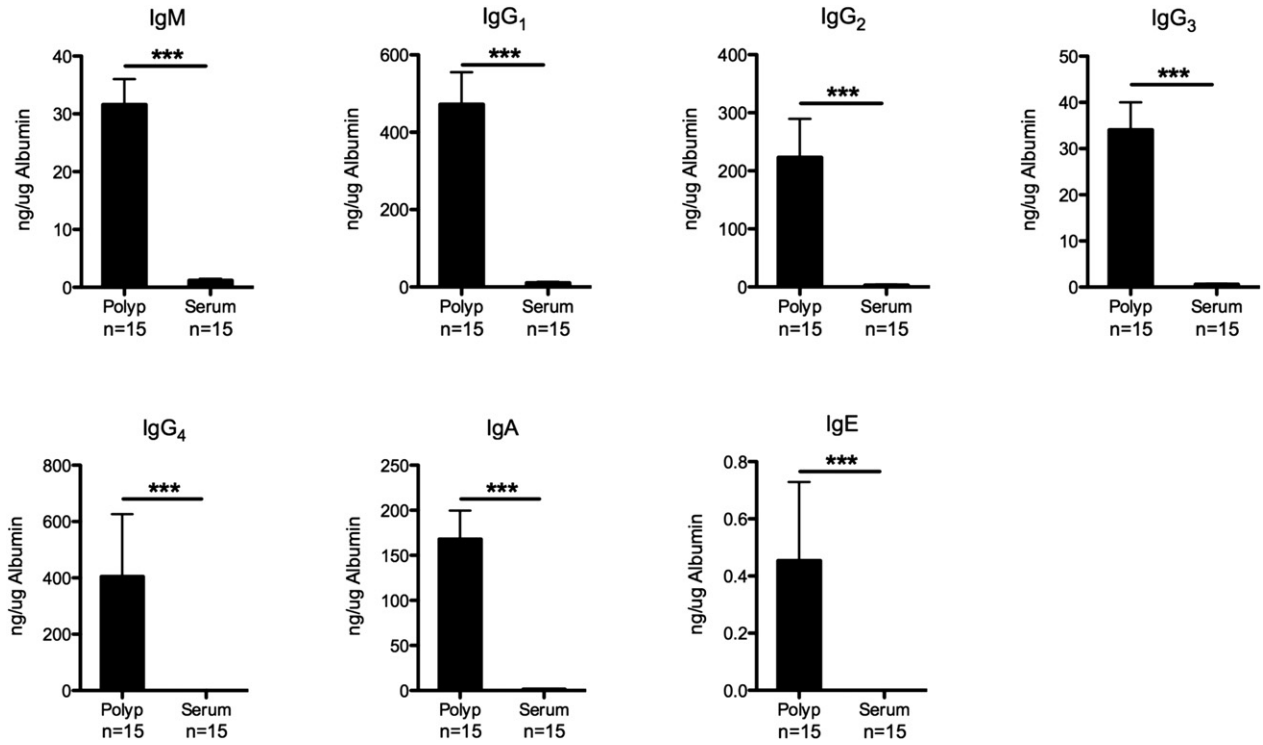 IgM
***
40
30
20
10
0
ng/ug Albumin
Polyp Serum
n=15 n=15
IgG1
***
600
400
200
0
ng/ug Albumin
Polyp Serum
n=15 n=15
IgG2
***
400
300
200
100
0
ng/ug Albumin
Polyp Serum
n=15 n=15
IgG3
***
50
40
30
20
10
0
ng/ug Albumin
Polyp Serum
n=15 n=15
IgG4
***
800
600
400
200
0
ng/ug Albumin
Polyp Serum
n=15 n=15
IgA
***
250
200
150
100
50
0
ng/ug Albumin
Polyp Serum
n=15 n=15
IgE
***
0.8
0.6
0.4
0.2
0.0
ng/ug Albumin
Polyp Serum
n=15 n=15